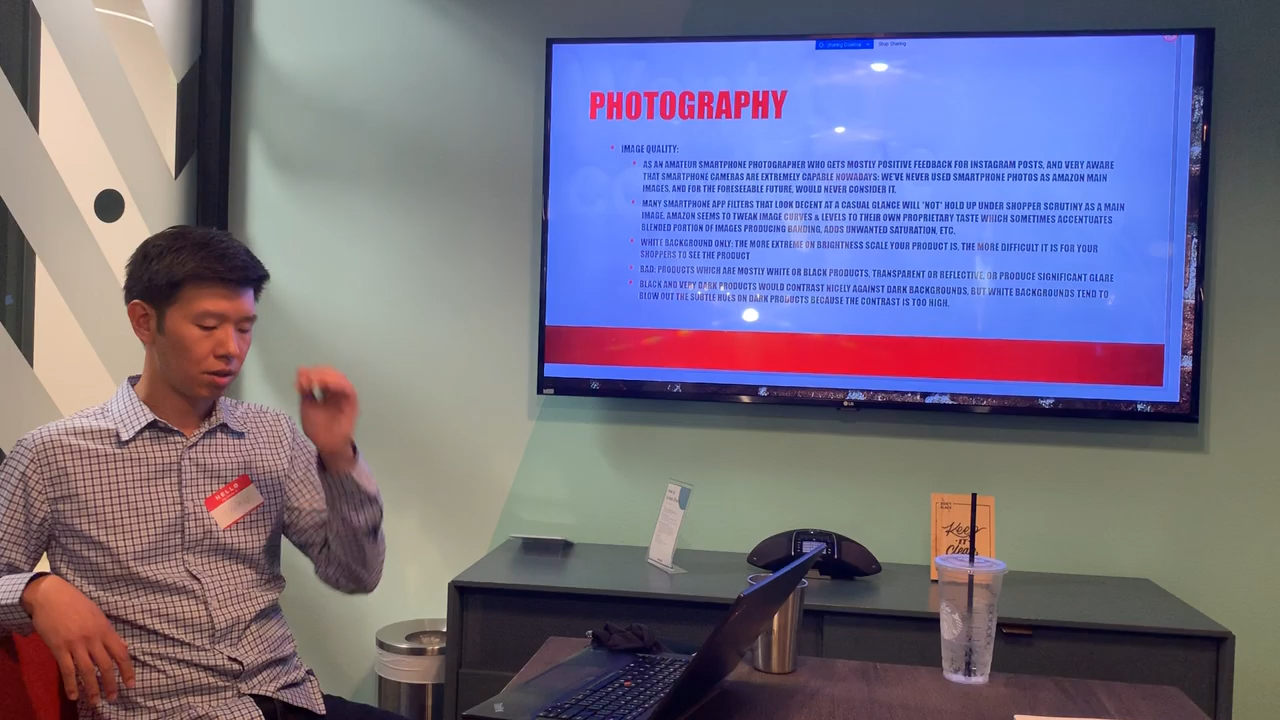 Stop Sharing
PHOTOGRAPHY
IMAGE QUALITY:
AS AN AMATEUR SMARTPHONE PHOTOGRAPHER WHO GETS MOSTLY POSITIVE FEEDBACK FOR INSTAGRAM POSTS, AND VERY AWARE
THAT SMARTPHONE CAMERAS ARE EXTREMELY CAPABLE NOWADAYS: WE'VE NEVER USED SMARTPHONE PHOTOS AS AMAZON MAIN
IMAGES, AND FOR THE FORESEEABLE FUTURE, WOULD NEVER CONSIDER IT.
MANY SMARTPHONE APP FILTERS THAT LOOK DECENT AT A CASUAL GLANCE WILL *NOT* HOLD UP UNDER SHOPPER SCRUTINY AS A MAIN
IMAGE. AMAZON SEEMS TO TWEAK IMAGE CURVES & LEVELS TO THEIR OWN PROPRIETARY TASTE WHICH SOMETIMES ACCENTUATES
BLENDED PORTION OF IMAGES PRODUCING BANDING, ADDS UNWANTED SATURATION, ETC.
WHITE BACKGROUND ONLY: THE MORE EXTREME ON BRIGHTNESS SCALE YOUR PRODUCT IS, THE MORE DIFFICULT IT IS FOR YOUR
SHOPPERS TO SEE THE PRODUCT
BAD: PRODUCTS WHICH ARE MOSTLY WHITE OR BLACK PRODUCTS, TRANSPARENT OR REFLECTIVE, OR PRODUCE SIGNIFICANT GLARE
BLACK AND VERY DARK PRODUCTS WOULD CONTRAST NICELY AGAINST DARK BACKGROUNDS, BUT WHITE BACKGROUNDS TEND TO
BLOW OUT THE SUBTLE HUES ON DARK PRODUCTS BECAUSE THE CONTRAST IS TOO HIGH.
LG
HELLO
Keep
IT
Clean